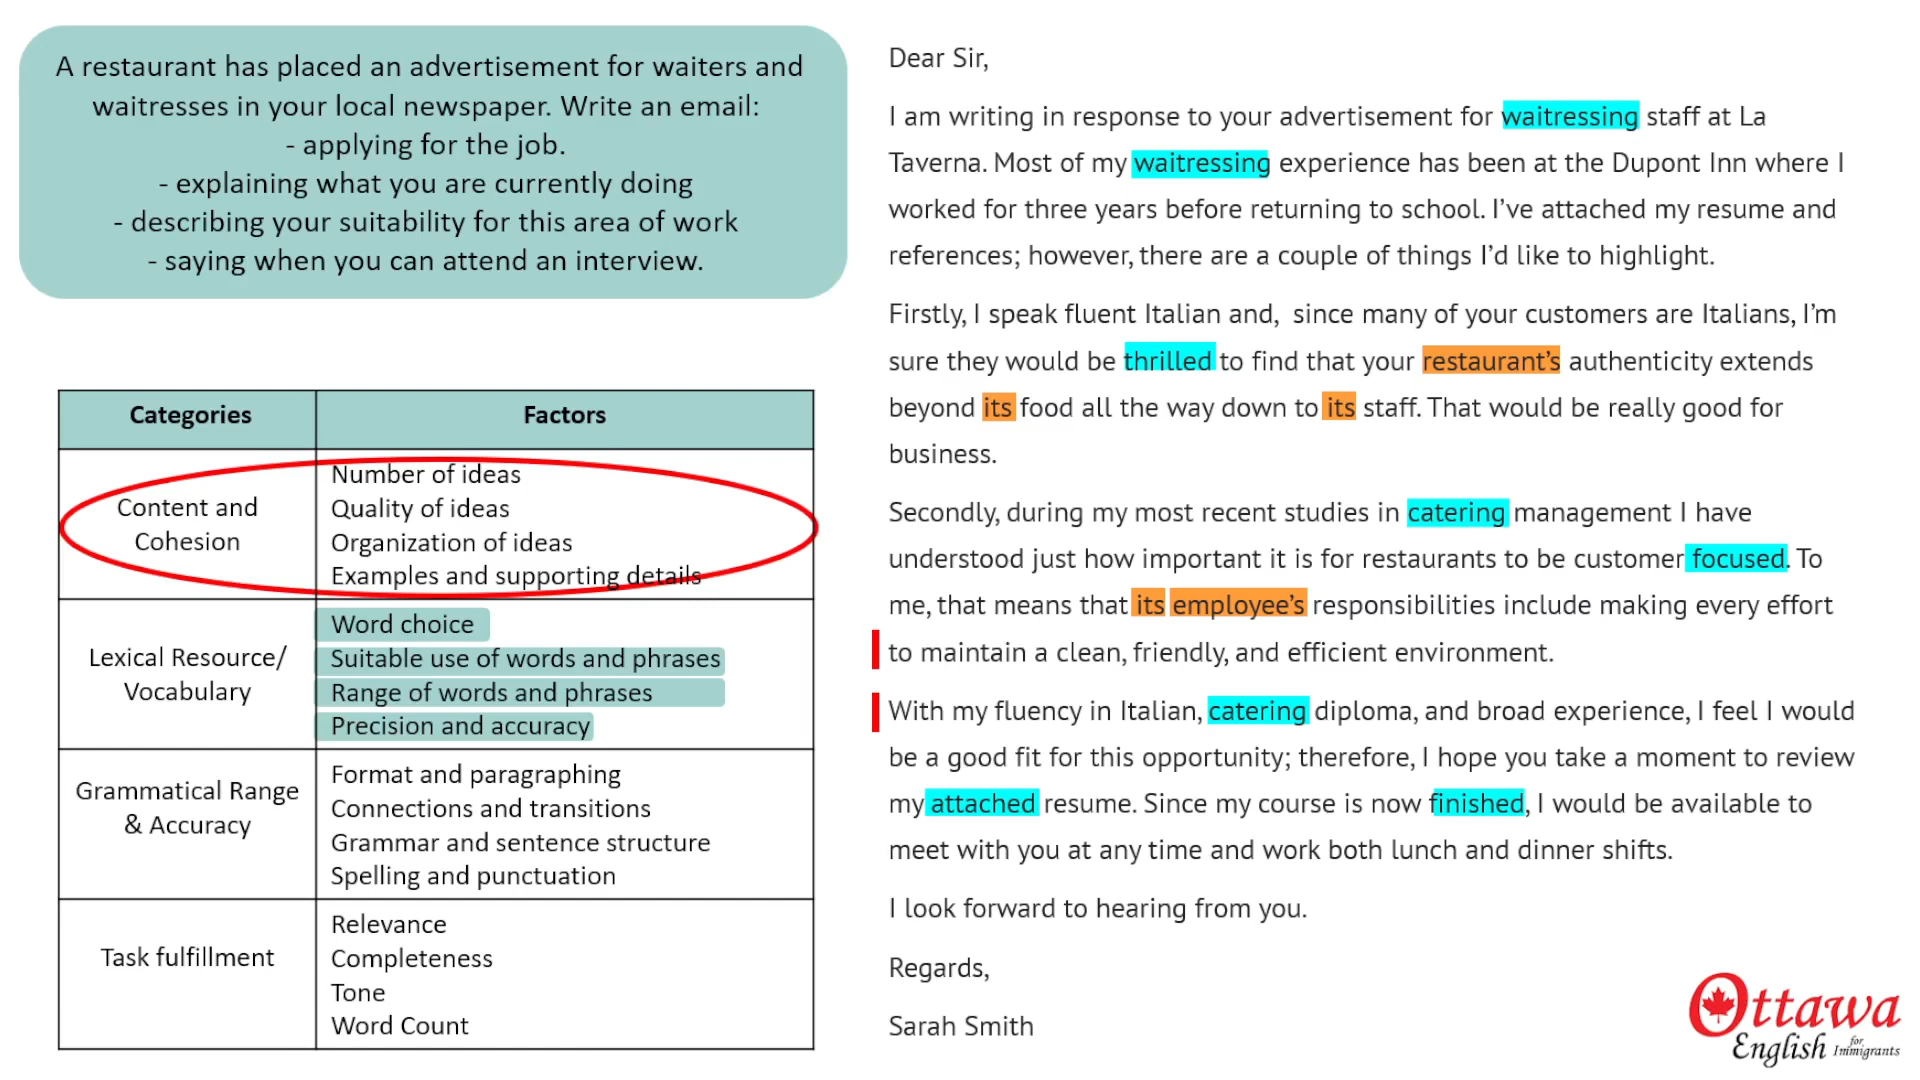 A restaurant has placed an advertisement for waiters and
waitresses in your local newspaper. Write an email:
- applying for the job.
- explaining what you are currently doing
- describing your suitability for this area of work
- saying when you can attend an interview.
Categories
Factors
Content and
Cohesion
Number of ideas
Quality of ideas
Organization of ideas
Examples and supporting details
Lexical Resource/
Vocabulary
Word choice
Suitable use of words and phrases
Range of words and phrases
Precision and accuracy
Grammatical Range
& Accuracy
Format and paragraphing
Connections and transitions
Grammar and sentence structure
Spelling and punctuation
Task fulfillment
Relevance
Completeness
Tone
Word Count
Dear Sir,
I am writing in response to your advertisement for waitressing staff at La
Taverna. Most of my waitressing experience has been at the Dupont Inn where I
worked for three years before returning to school. I’ve attached my resume and
references; however, there are a couple of things I’d like to highlight.
Firstly, I speak fluent Italian and, since many of your customers are Italians, I’m
sure they would be thrilled to find that your restaurant’s authenticity extends
beyond its food all the way down to its staff. That would be really good for
business.
Secondly, during my most recent studies in catering management I have
understood just how important it is for restaurants to be customer focused. To
me, that means that its employee’s responsibilities include making every effort
to maintain a clean, friendly, and efficient environment.
With my fluency in Italian, catering diploma, and broad experience, I feel I would
be a good fit for this opportunity; therefore, I hope you take a moment to review
my attached resume. Since my course is now finished, I would be available to
meet with you at any time and work both lunch and dinner shifts.
I look forward to hearing from you.
Regards,
Sarah Smith
Ottawa
English for Immigrants